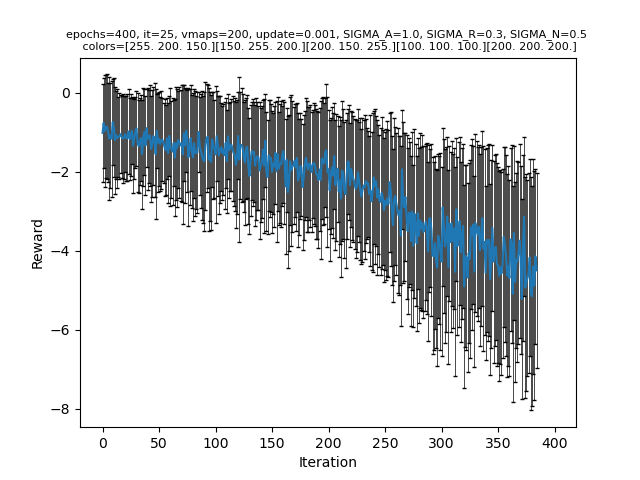 epochs=400, it=25, vmaps=200, update=0.001, SIGMA_A=1.0, SIGMA_R=0.3, SIGMA_N=0.5
colors=[255. 200. 150.][150. 255. 200.][200. 150. 255.][100. 100. 100.][200. 200. 200.]
Reward
0
−2
−4
−6
−8
0 50 100 150 200 250 300 350 400
Iteration